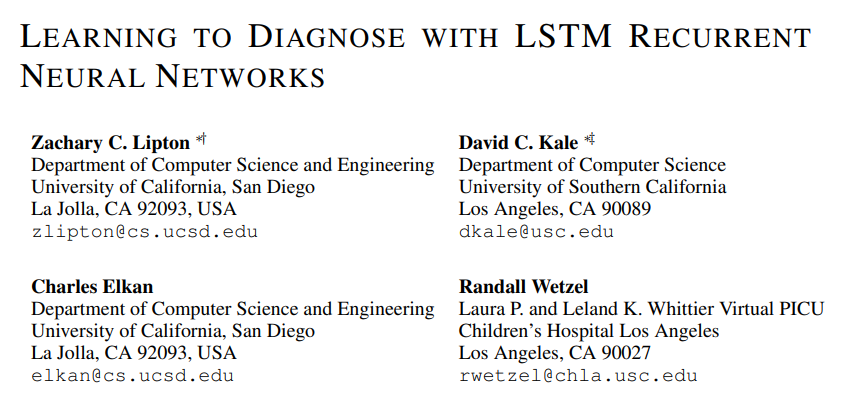 LEARNING TO DIAGNOSE WITH LSTM RECURRENT
NEURAL NETWORKS
Zachary C. Lipton *†
Department of Computer Science and Engineering
University of California, San Diego
La Jolla, CA 92093, USA
zlipton@cs.ucsd.edu
David C. Kale *‡
Department of Computer Science
University of Southern California
Los Angeles, CA 90089
dkale@usc.edu
Charles Elkan
Department of Computer Science and Engineering
University of California, San Diego
La Jolla, CA 92093, USA
elkan@cs.ucsd.edu
Randall Wetzel
Laura P. and Leland K. Whittier Virtual PICU
Children's Hospital Los Angeles
Los Angeles, CA 90027
rwetzel@chla.usc.edu